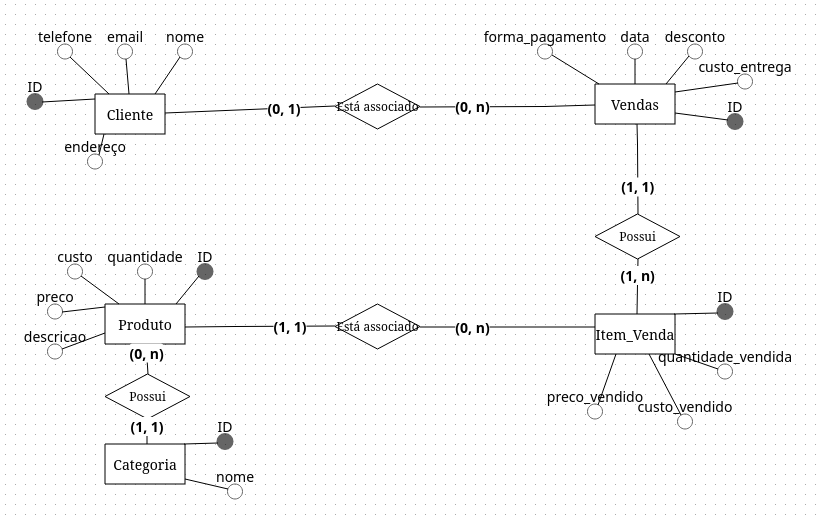 telefone
email
nome
ID
Cliente
endereço
(0, 1)
Está associado
(0, n)
forma_pagamento
data
desconto
custo_entrega
ID
Vendas
(1, 1)
Possui
(1, n)
custo
quantidade
ID
preco
descricao
Produto
(1, 1)
Está associado
(0, n)
ID
Item_Venda
quantidade_vendida
preco_vendido
custo_vendido
(0, n)
Possui
(1, 1)
ID
Categoria
nome